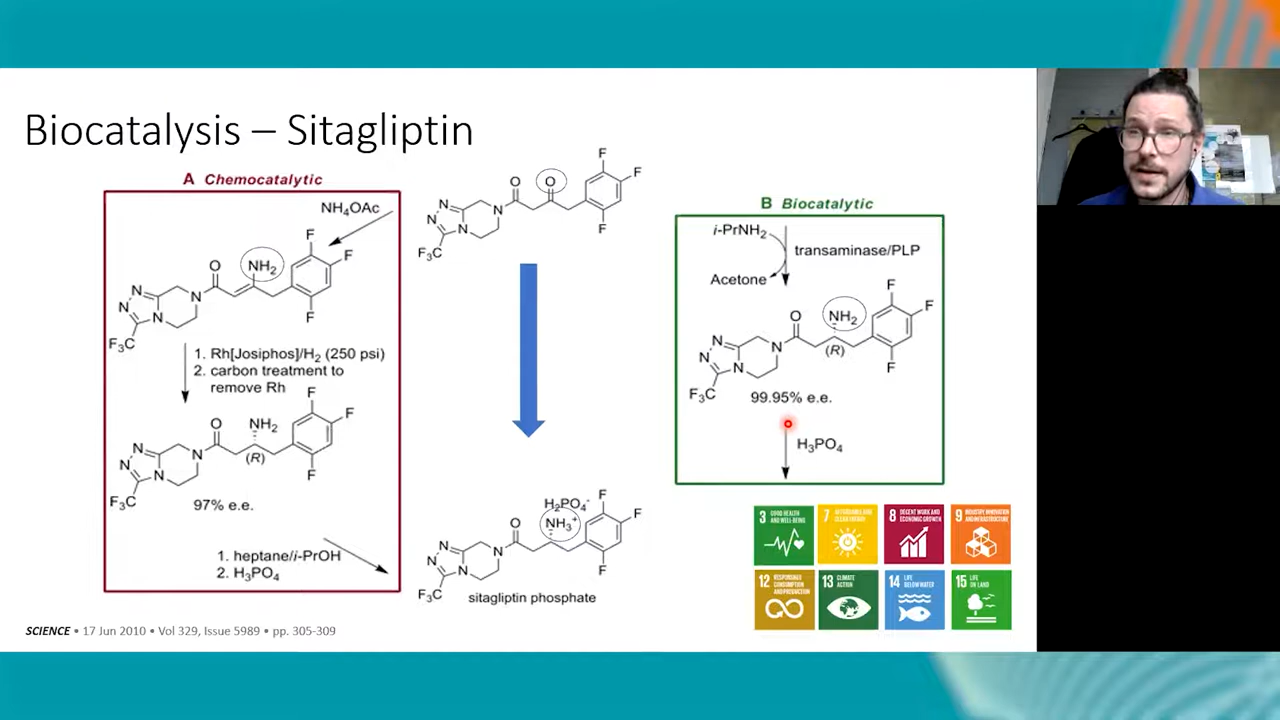 Biocatalysis – Sitagliptin
A Chemocatalytic
NH4OAc
O
NH2
F
F
F
N
N
N
N
F3C
1. Rh[Josiphos]/H2 (250 psi)
2. carbon treatment to
remove Rh
O
NH2
(R)
F
F
F
N
N
N
N
F3C
97% e.e.
1. heptane/i-PrOH
2. H3PO4
O
O
F
F
F
N
N
N
N
F3C
H2PO4-
O
NH3+
F
F
F
N
N
N
N
F3C
sitagliptin phosphate
B Biocatalytic
i-PrNH2
transaminase/PLP
Acetone
O
NH2
(R)
F
F
F
N
N
N
N
F3C
99.95% e.e.
H3PO4
3 GOOD HEALTH
AND WELL-BEING
7 AFFORDABLE AND
CLEAN ENERGY
8 DECENT WORK AND
ECONOMIC GROWTH
9 INDUSTRY, INNOVATION
AND INFRASTRUCTURE
12 RESPONSIBLE
CONSUMPTION
AND PRODUCTION
13 CLIMATE
ACTION
14 LIFE
BELOW WATER
15 LIFE
ON LAND
SCIENCE • 17 Jun 2010 • Vol 329, Issue 5989 • pp. 305-309